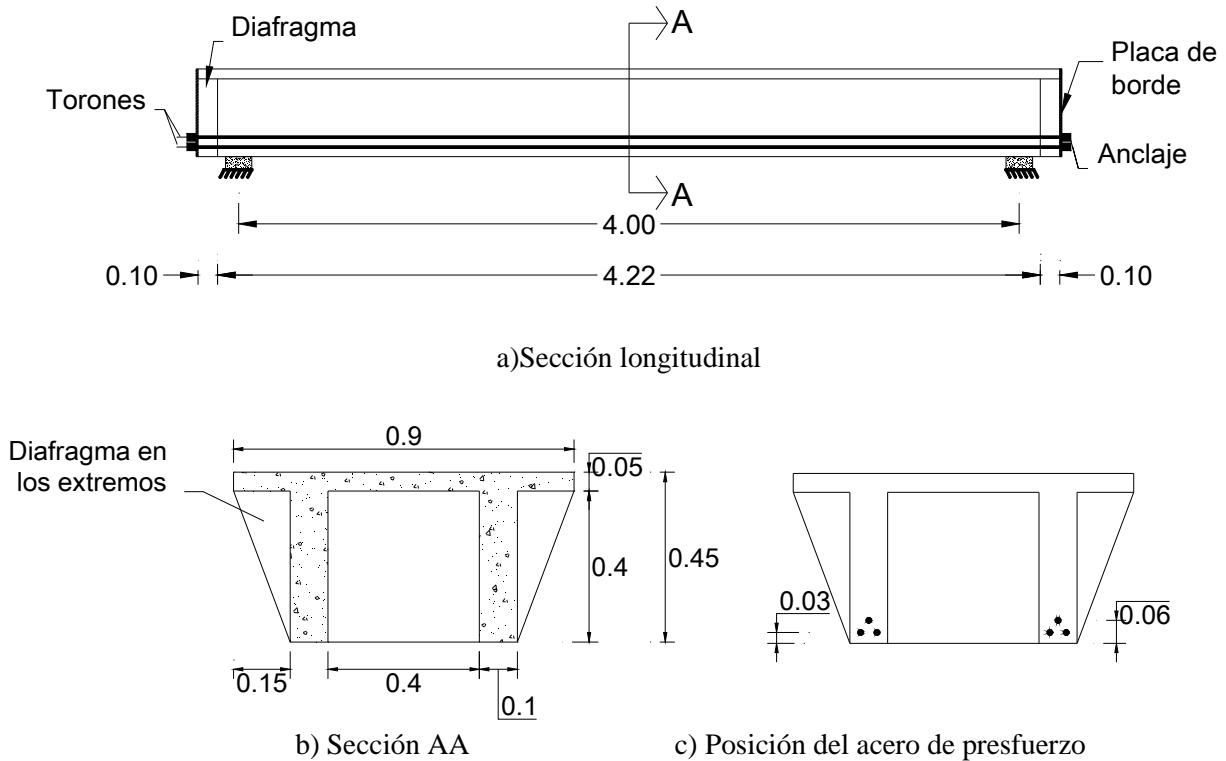 Diafragma
A
Placa de
borde
Torones
Anclaje
A
4.00
0.10
4.22
0.10
a)Sección longitudinal
Diafragma en
los extremos
0.9
0.05
0.4
0.45
0.15
0.4
0.1
0.03
0.06
b) Sección AA
c) Posición del acero de presfuerzo